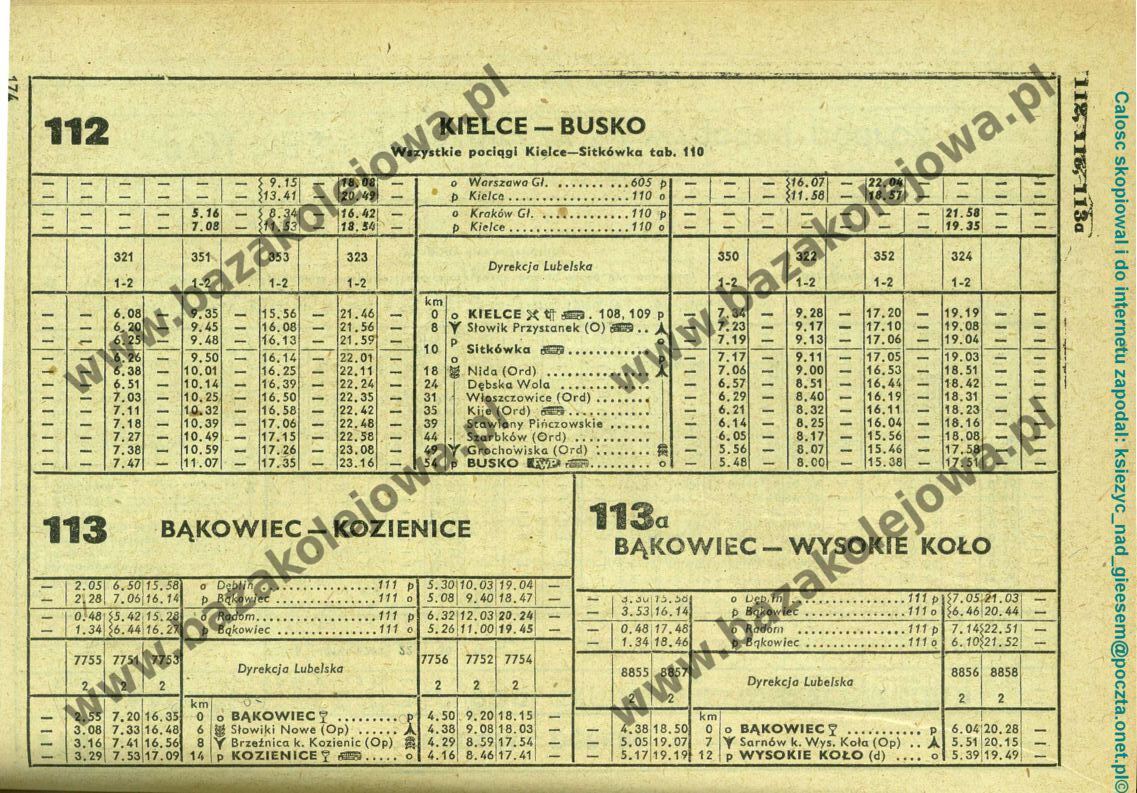 174
112, 113, 113a
112
KIELCE — BUSKO
Wszystkie pociągi Kielce—Sitkówka tab. 110
— — — — — 9.15 — 18.08 — o Warszawa Gł. ........ 605 p — — — 16.07 — 22.04 — — — —
— — — — — 13.41 — 20.49 — p Kielce ................. 110 o — — — 11.58 — 18.57 — — — —
— — — 5.16 — 8.34 — 16.42 — o Kraków Gł. ............ 110 p — — — — — — — 21.58 — —
— — — 7.08 — 11.53 — 18.54 — p Kielce ................. 110 o — — — — — — — 19.35 — —
321 351 353 323 Dyrekcja Lubelska 350 322 352 324
1-2 1-2 1-2 1-2 1-2 1-2 1-2 1-2
km
— — 6.08 — 9.35 — 15.56 — 21.46 — 0 o KIELCE . 108, 109 p — 7.34 — 9.28 — 17.20 — 19.19 — —
— — 6.20 — 9.45 — 16.08 — 21.56 — 8 Słowik Przystanek (O) .. — 7.23 — 9.17 — 17.10 — 19.08 — —
— — 6.25 — 9.48 — 16.13 — 21.59 — 10 p Sitkówka ............... o — 7.19 — 9.13 — 17.06 — 19.04 — —
— — 6.26 — 9.50 — 16.14 — 22.01 — o p — 7.17 — 9.11 — 17.05 — 19.03 — —
— — 6.38 — 10.01 — 16.25 — 22.11 — 18 Nida (Ord) ................. — 7.06 — 9.00 — 16.53 — 18.51 — —
— — 6.51 — 10.14 — 16.39 — 22.24 — 24 Dębska Wola ............... — 6.57 — 8.51 — 16.44 — 18.42 — —
— — 7.03 — 10.25 — 16.50 — 22.35 — 31 Włoszczowice (Ord) ......... — 6.29 — 8.40 — 16.19 — 18.31 — —
— — 7.11 — 10.32 — 16.58 — 22.42 — 35 Kije (Ord) ............... — 6.21 — 8.32 — 16.11 — 18.23 — —
— — 7.18 — 10.39 — 17.06 — 22.48 — 39 Stawiany Pińczowskie ...... — 6.14 — 8.25 — 16.04 — 18.16 — —
— — 7.27 — 10.49 — 17.15 — 22.58 — 44 Szarbków (Ord) ............ — 6.05 — 8.17 — 15.56 — 18.08 — —
— — 7.38 — 10.59 — 17.26 — 23.08 — 49 Grochowiska (Ord) ......... — 5.56 — 8.07 — 15.46 — 17.58 — —
— — 7.47 — 11.07 — 17.35 — 23.16 — 54 p BUSKO ......... o — 5.48 — 8.00 — 15.38 — 17.51 — —
113
BĄKOWIEC — KOZIENICE
— 2.05 6.50 15.58 o Dęblin ................... 111 p 5.30 10.03 19.04 —
— 2.28 7.06 16.14 p Bąkowiec ................ 111 o 5.08 9.40 18.47 —
— 0.48 5.42 15.28 o Radom ................... 111 p 6.32 12.03 20.24 —
— 1.34 6.44 16.27 p Bąkowiec ................ 111 o 5.26 11.00 19.45 —
7755 7751 7753 Dyrekcja Lubelska 7756 7752 7754
2 2 2 2 2 2
km
— 2.55 7.20 16.35 0 o BĄKOWIEC .......... p 4.50 9.20 18.15 —
— 3.08 7.33 16.48 6 Słowiki Nowe (Op) ...... 4.38 9.08 18.03 —
— 3.16 7.41 16.56 8 Brzeźnica k. Kozienic (Op) 4.29 8.59 17.54 —
— 3.29 7.53 17.09 14 p KOZIENICE ..... o 4.16 8.46 17.41 —
113a
BĄKOWIEC — WYSOKIE KOŁO
— 3.30 15.58 o Dęblin ................ 111 p 7.05 21.03 —
— 3.53 16.14 p Bąkowiec .............. 111 o 6.46 20.44 —
— 0.48 17.48 o Radom ................. 111 p 7.14 22.51 —
— 1.34 18.46 p Bąkowiec .............. 111 o 6.10 21.52 —
8855 8857 Dyrekcja Lubelska 8856 8858
2 2 2 2
km
— 4.38 18.50 0 o BĄKOWIEC .......... p 6.04 20.28 —
— 5.05 19.07 7 Sarnów k. Wys. Koła (Op) .. 5.51 20.15 —
— 5.17 19.19 12 p WYSOKIE KOŁO (d) .... o 5.39 19.49 —
www.bazakolejowa.pl
www.bazakolejowa.pl
www.bazakolejowa.pl
www.bazakolejowa.pl
Calosc skopiowal i do internetu zapodal: ksiezyc_nad_gieesem@poczta.onet.pl©